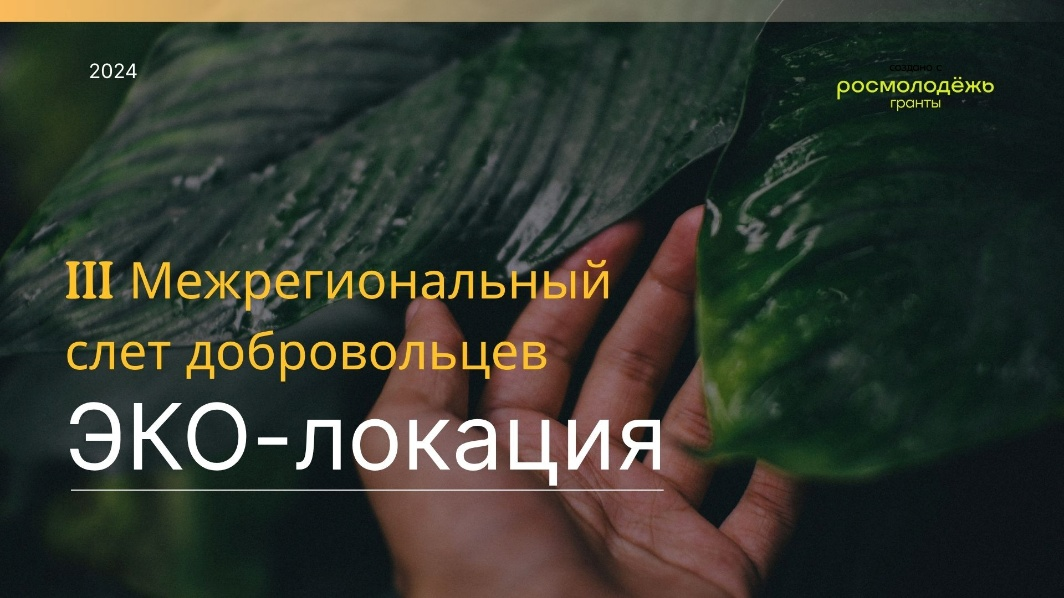 2024
создано с
росмолодёжь
гранты
III Межрегиональный
слет добровольцев
ЭКО-локация